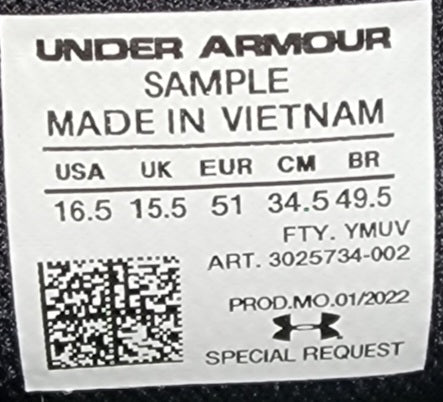 UNDER ARMOUR
SAMPLE
MADE IN VIETNAM
USA UK EUR CM BR
16.5 15.5 51 34.5 49.5
FTY. YMUV
ART. 3025734-002
PROD.MO.01/2022
SPECIAL REQUEST